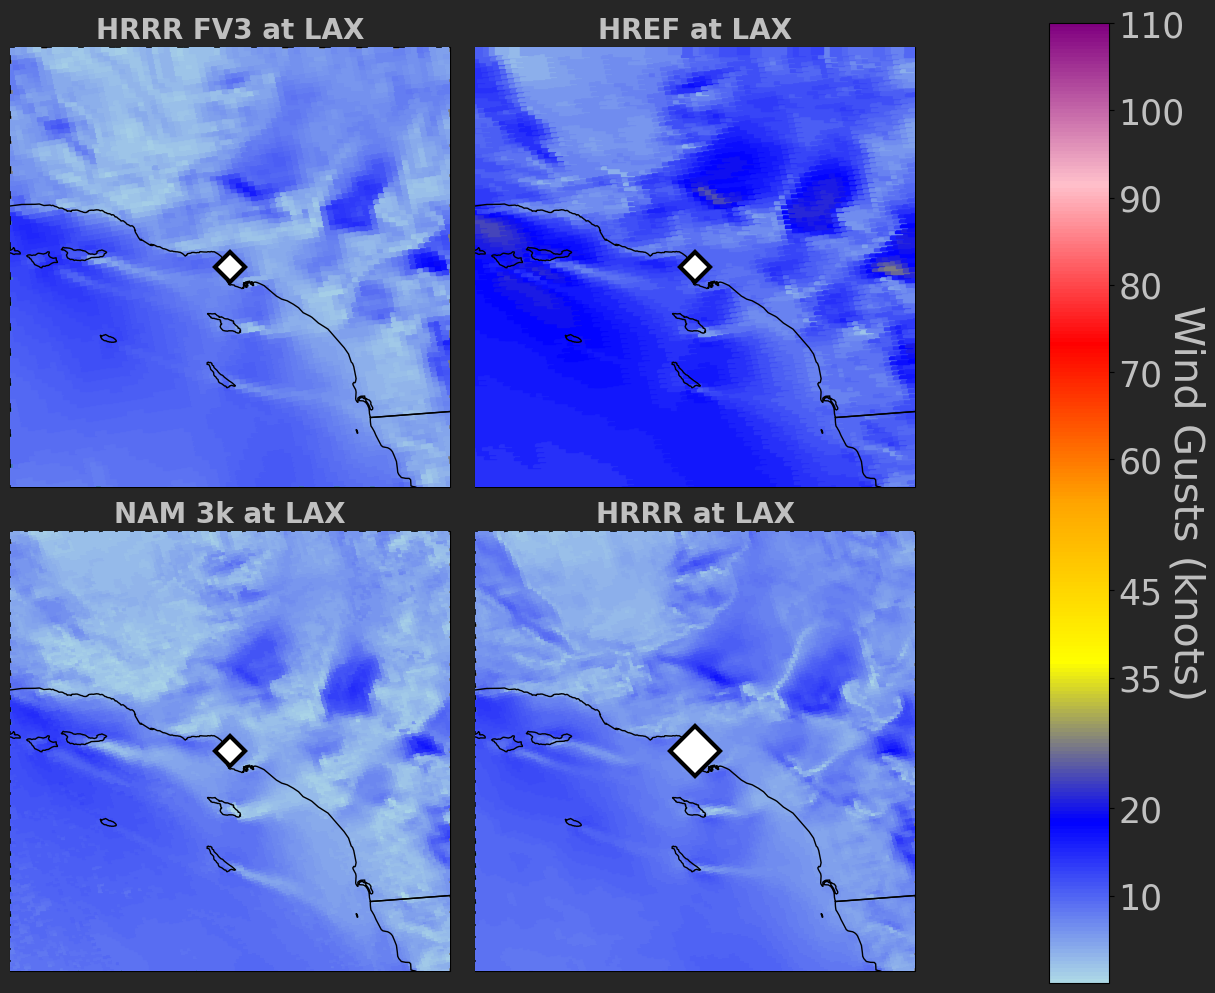 HRRR FV3 at LAX
HREF at LAX
NAM 3k at LAX
HRRR at LAX
110
100
90
80
70
60
45
35
20
10
Wind Gusts (knots)